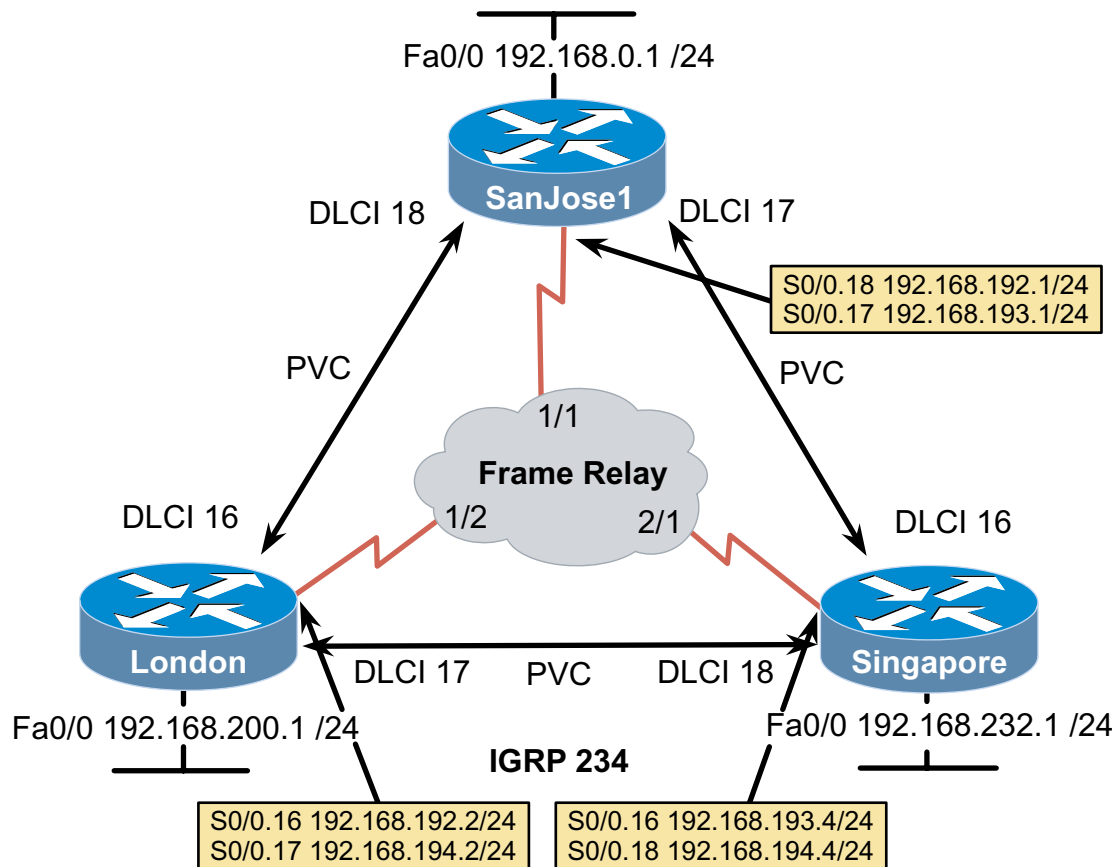 Fa0/0 192.168.0.1 /24
SanJose1
DLCI 18
DLCI 17
S0/0.18 192.168.192.1/24
S0/0.17 192.168.193.1/24
PVC
PVC
1/1
Frame Relay
1/2
2/1
DLCI 16
DLCI 16
London
Singapore
DLCI 17
PVC
DLCI 18
Fa0/0 192.168.200.1 /24
Fa0/0 192.168.232.1 /24
IGRP 234
S0/0.16 192.168.192.2/24
S0/0.17 192.168.194.2/24
S0/0.16 192.168.193.4/24
S0/0.18 192.168.194.4/24